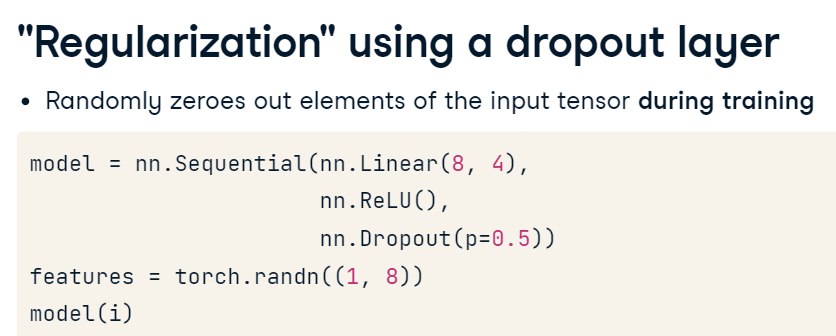 "Regularization" using a dropout layer
• Randomly zeroes out elements of the input tensor during training
model = nn.Sequential(nn.Linear(8, 4),
                      nn.ReLU(),
                      nn.Dropout(p=0.5))
features = torch.randn((1, 8))
model(i)